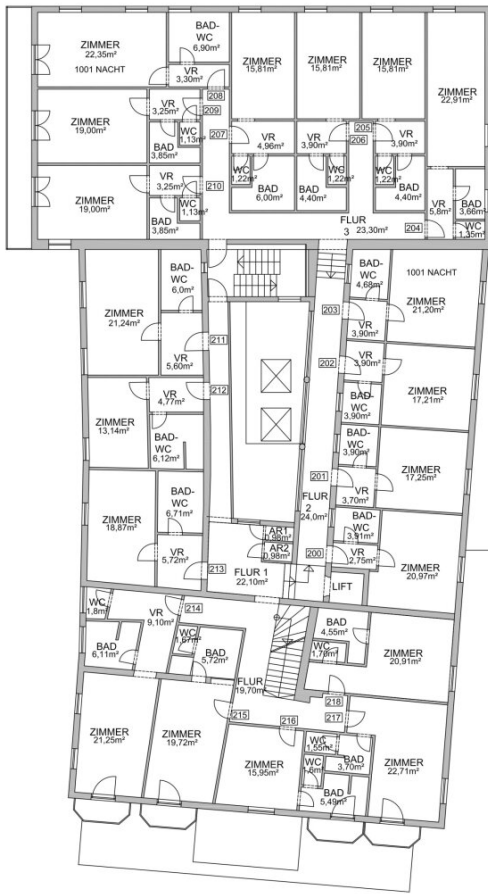 ZIMMER
22,35m²
1001 NACHT
BAD-
WC
6,90m²
VR
3,30m²
ZIMMER
15,81m²
ZIMMER
15,81m²
ZIMMER
15,81m²
ZIMMER
22,91m²
208
209
207
210
ZIMMER
19,00m²
VR
3,25m²
WC
1,13m²
BAD
3,85m²
ZIMMER
19,00m²
VR
3,25m²
WC
1,13m²
BAD
3,85m²
VR
4,96m²
WC
1,22m²
BAD
6,00m²
VR
3,90m²
WC
1,22m²
BAD
4,40m²
205
206
VR
3,90m²
WC
1,22m²
BAD
4,40m²
VR
5,8m²
BAD
3,66m²
WC
1,35m²
FLUR
3 23,30m²
204
ZIMMER
21,24m²
BAD-
WC
6,0m²
VR
5,60m²
211
212
203
BAD-
WC
4,68m²
1001 NACHT
ZIMMER
21,20m²
VR
3,90m²
202
VR
3,90m²
ZIMMER
17,21m²
BAD-
WC
3,90m²
ZIMMER
13,14m²
VR
4,77m²
BAD-
WC
6,12m²
BAD-
WC
3,90m²
ZIMMER
17,25m²
201
VR
3,70m²
ZIMMER
18,87m²
BAD-
WC
6,71m²
VR
5,72m²
213
FLUR
2
24,0m²
BAD-
WC
3,91m²
200
VR
2,75m²
ZIMMER
20,97m²
AR1
0,98m²
AR2
0,98m²
FLUR 1
22,10m²
LIFT
WC
1,8m²
VR
9,10m²
214
BAD
6,11m²
WC
1,67m²
BAD
5,72m²
FLUR
19,70m²
BAD
4,55m²
WC
1,76m²
ZIMMER
20,91m²
215
216
218
217
ZIMMER
21,25m²
ZIMMER
19,72m²
ZIMMER
15,95m²
WC
1,55m²
BAD
3,70m²
WC
BAD
5,49m²
ZIMMER
22,71m²